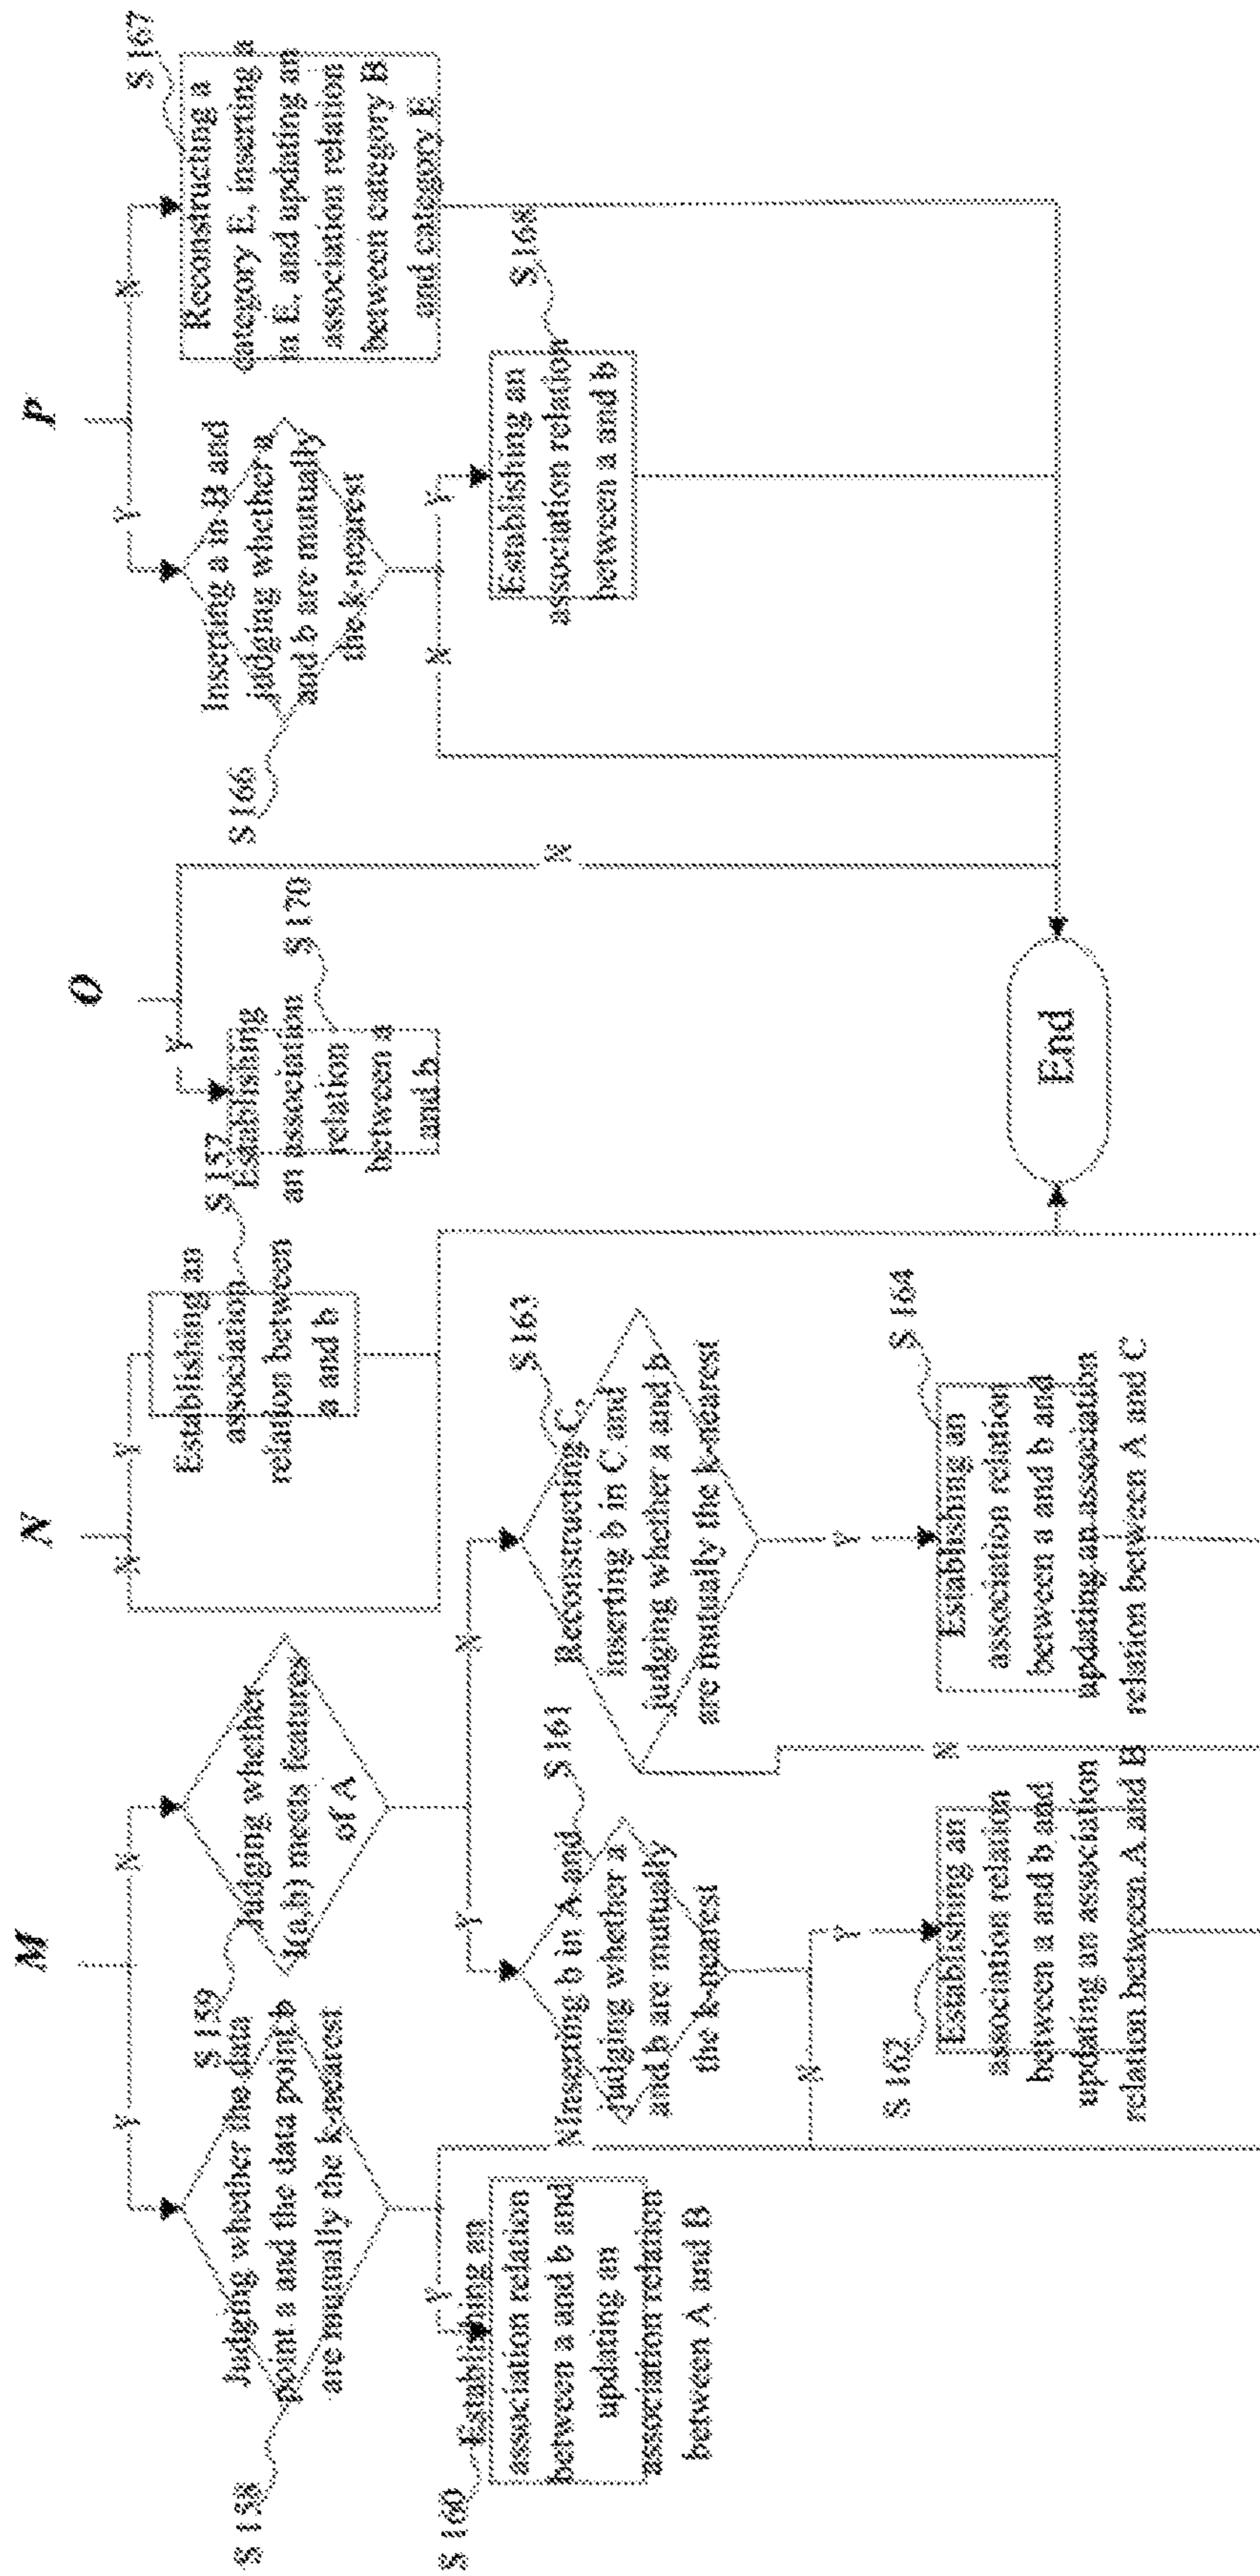 M
N
O
P
Y
N
N
Y
Y
N
Y
N
S 158
Judging whether the data
point a and the data point b
are mutually the k-nearest
S 159
Judging whether
I(a,b) meets features
of A
Establishing an
association
relation between
a and b
S 157
Establishing
an association
relation
between a
and b
S 170
S 166
Inserting a in B and
judging whether a
and b are mutually
the k-nearest
Reconstructing a
category E, inserting a
in E, and updating an
association relation
between category B
and category E
S 167
Y
N
Y
N
N
Y
S 160
Establishing an
association relation
between a and b and
updating an
association relation
between A and B
Inserting b in A and
judging whether a
and b are mutually
the k-nearest
S 161
Reconstructing C,
inserting b in C and
judging whether a and b
are mutually the k-nearest
S 163
Establishing an
association relation
between a and b
S 168
N
Y
N
Y
S 162
Establishing an
association relation
between a and b and
updating an association
relation between A and B
Establishing an
association relation
between a and b and
updating an association
relation between A and C
S 164
End